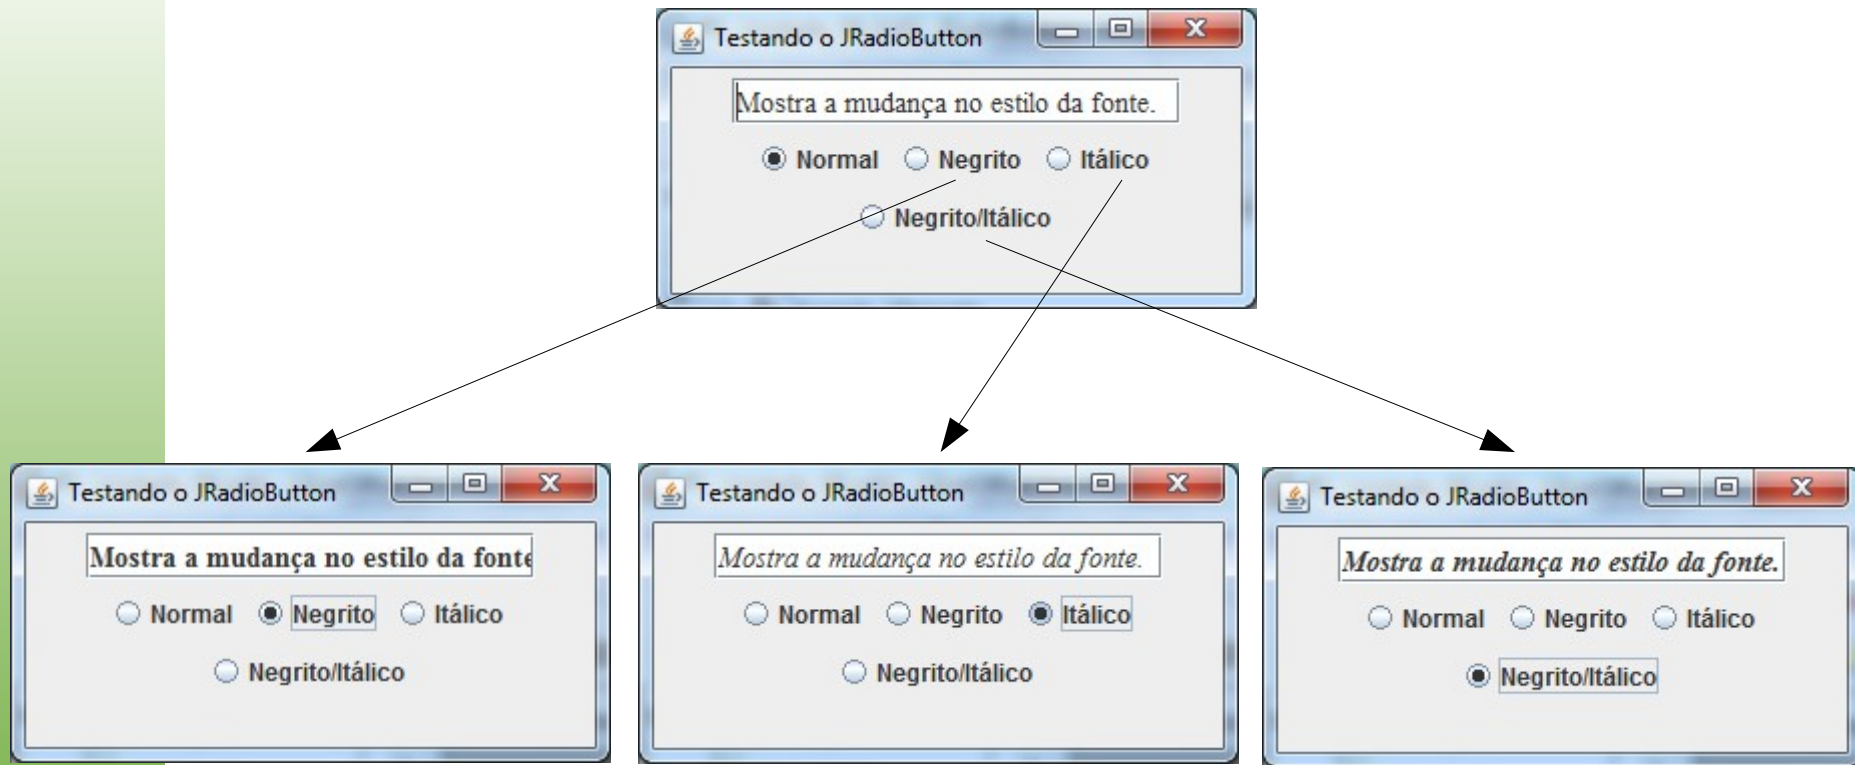 Testando o JRadioButton
Mostra a mudança no estilo da fonte.
Normal Negrito Itálico
Negrito/Itálico
Testando o JRadioButton
Mostra a mudança no estilo da fonte
Normal Negrito Itálico
Negrito/Itálico
Testando o JRadioButton
Mostra a mudança no estilo da fonte.
Normal Negrito Itálico
Negrito/Itálico
Testando o JRadioButton
Mostra a mudança no estilo da fonte.
Normal Negrito Itálico
Negrito/Itálico